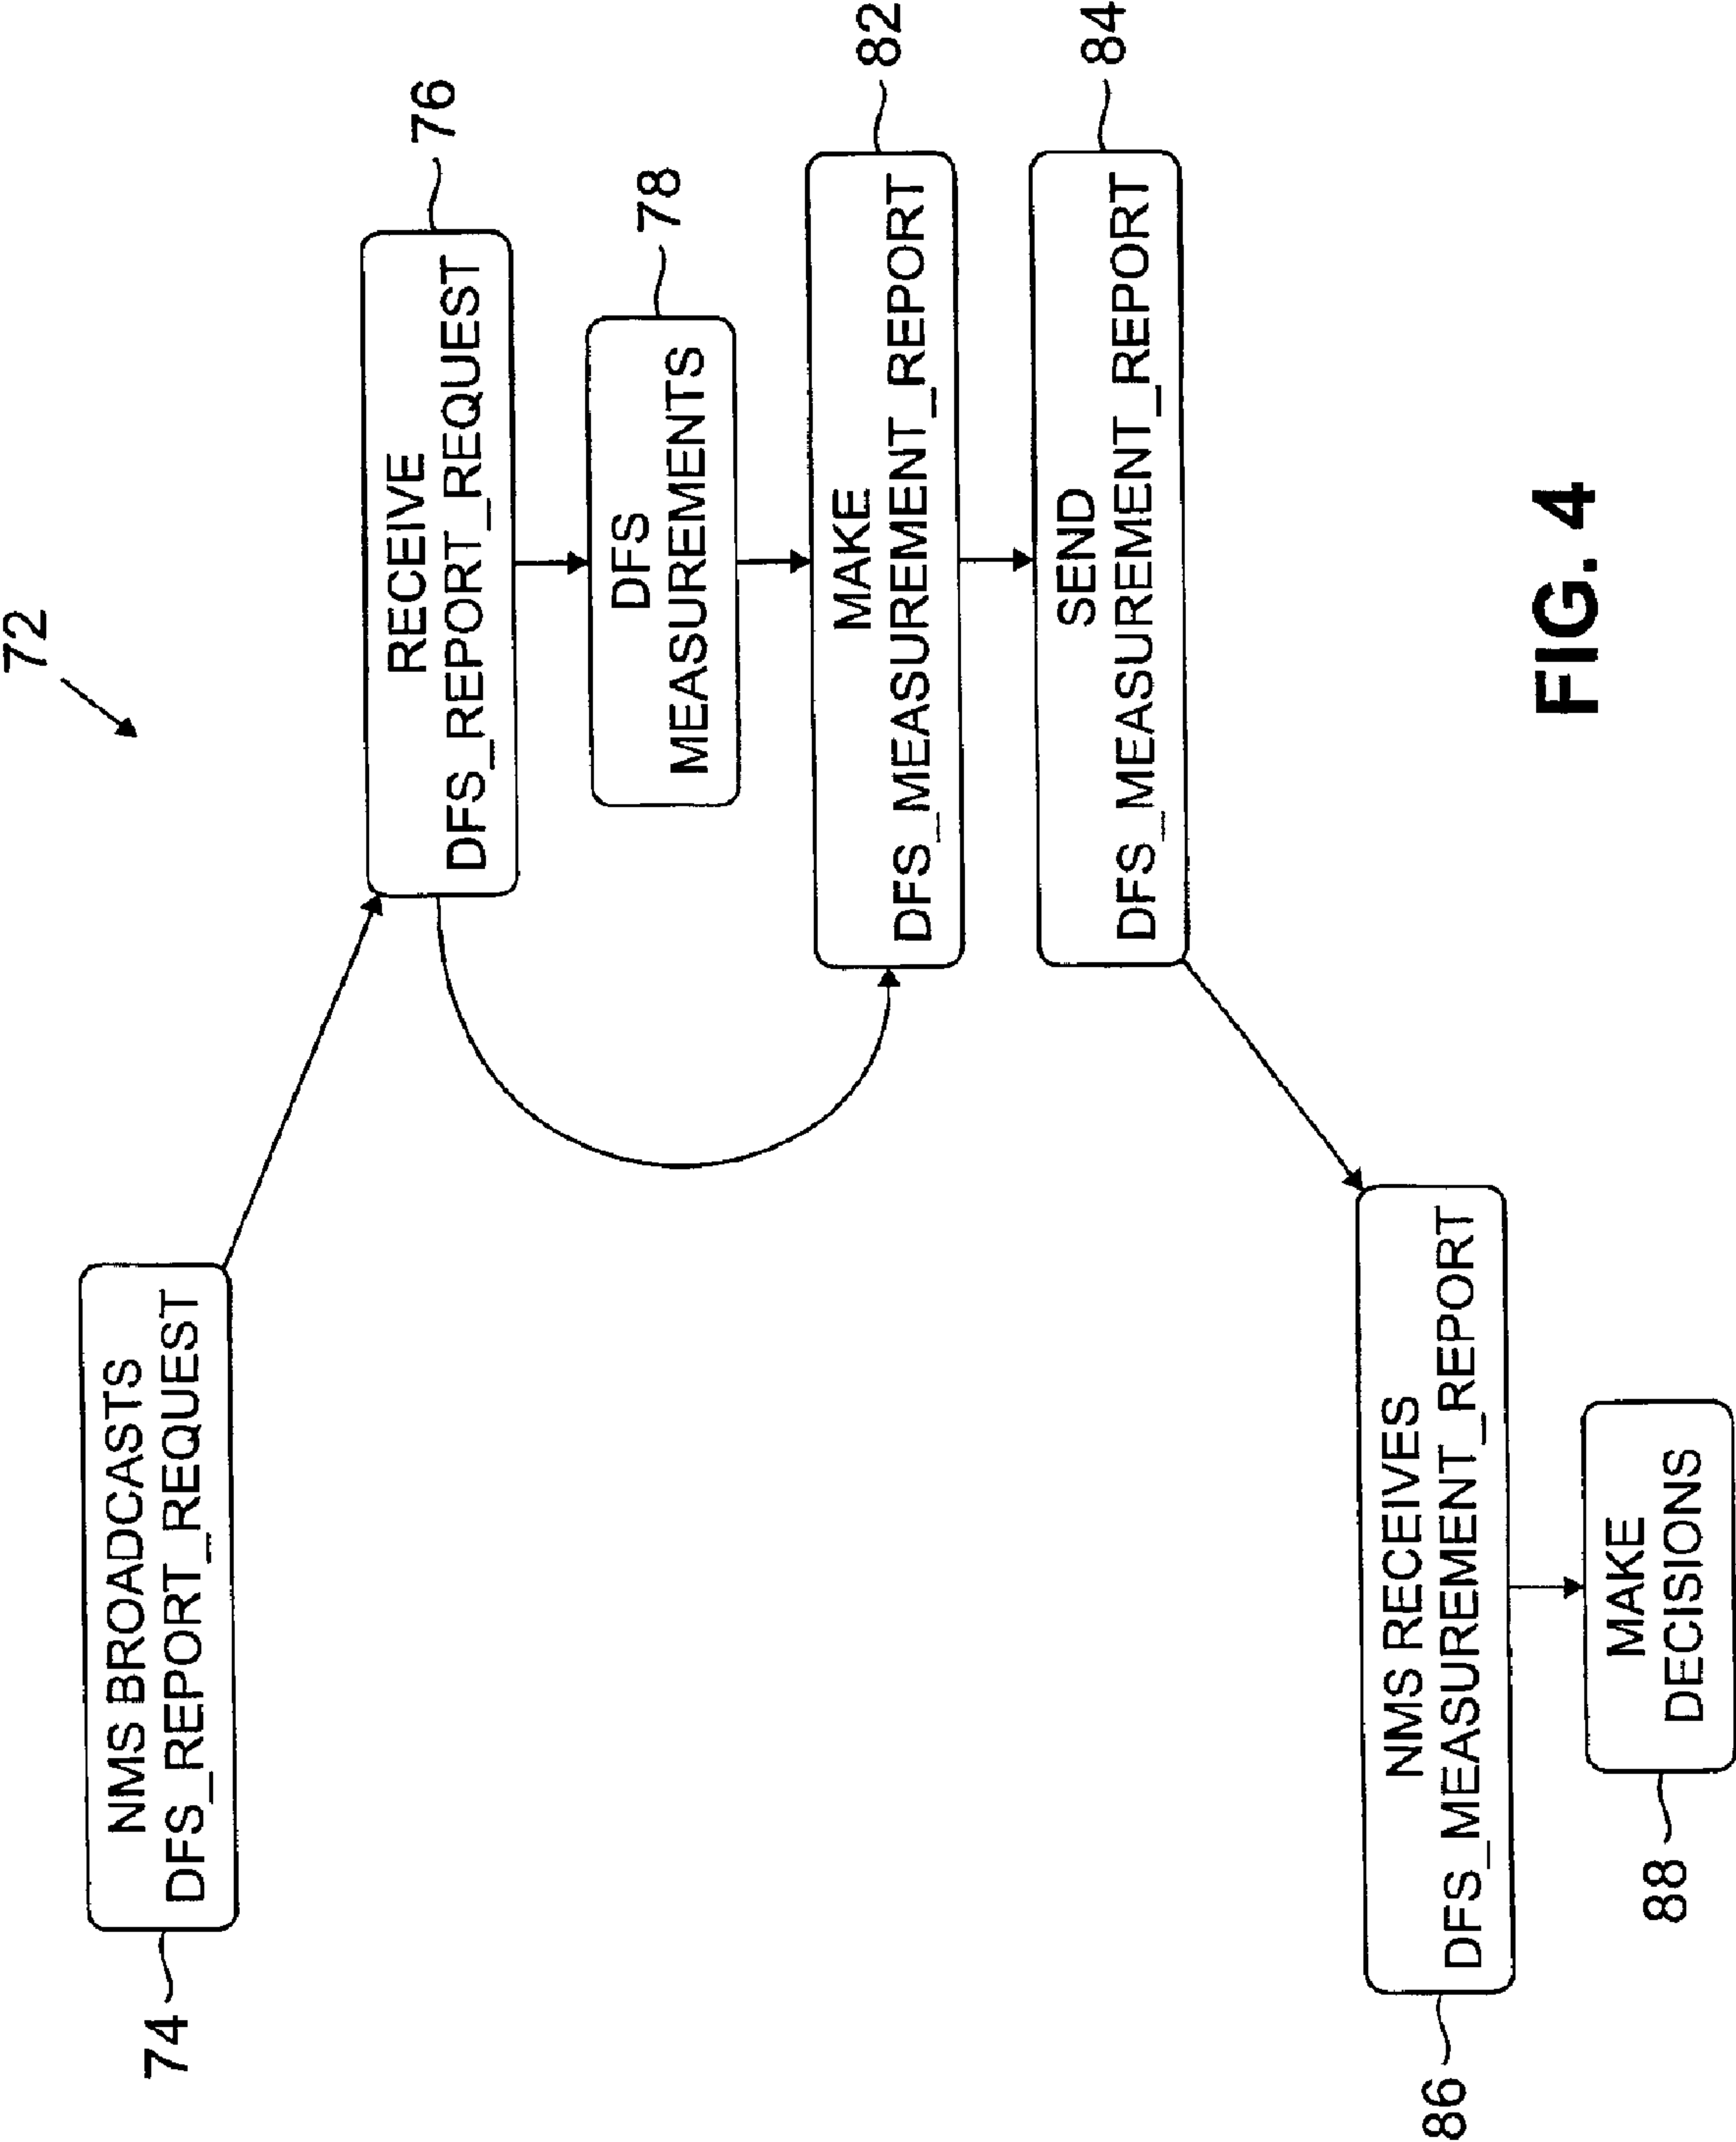 72
NMS BROADCASTS
DFS_REPORT_REQUEST
74
RECEIVE
DFS_REPORT_REQUEST
76
DFS
MEASUREMENTS
78
MAKE
DFS_MEASUREMENT_REPORT
82
SEND
DFS_MEASUREMENT_REPORT
84
NMS RECEIVES
DFS_MEASUREMENT_REPORT
86
MAKE
DECISIONS
88
FIG. 4